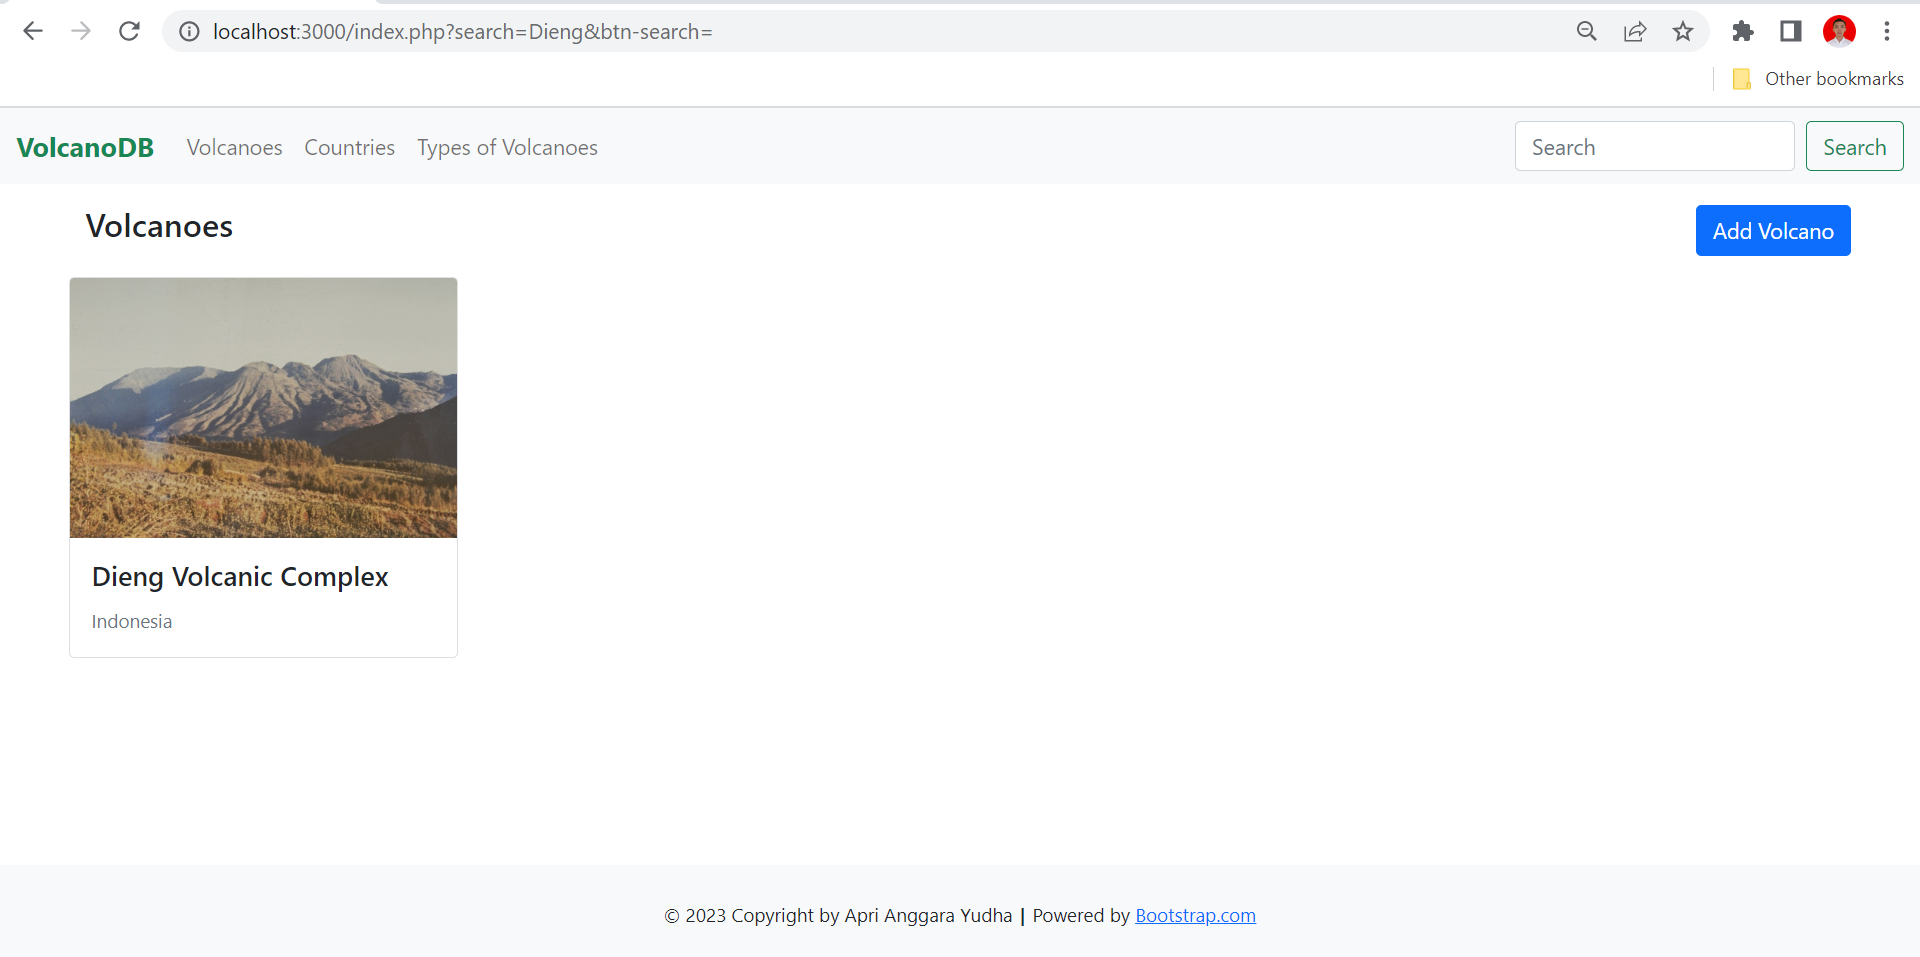 localhost:3000/index.php?search=Dieng&btn-search=
Other bookmarks
VolcanoDB Volcanoes Countries Types of Volcanoes Search Search
Volcanoes Add Volcano
Dieng Volcanic Complex
Indonesia
© 2023 Copyright by Apri Anggara Yudha | Powered by Bootstrap.com